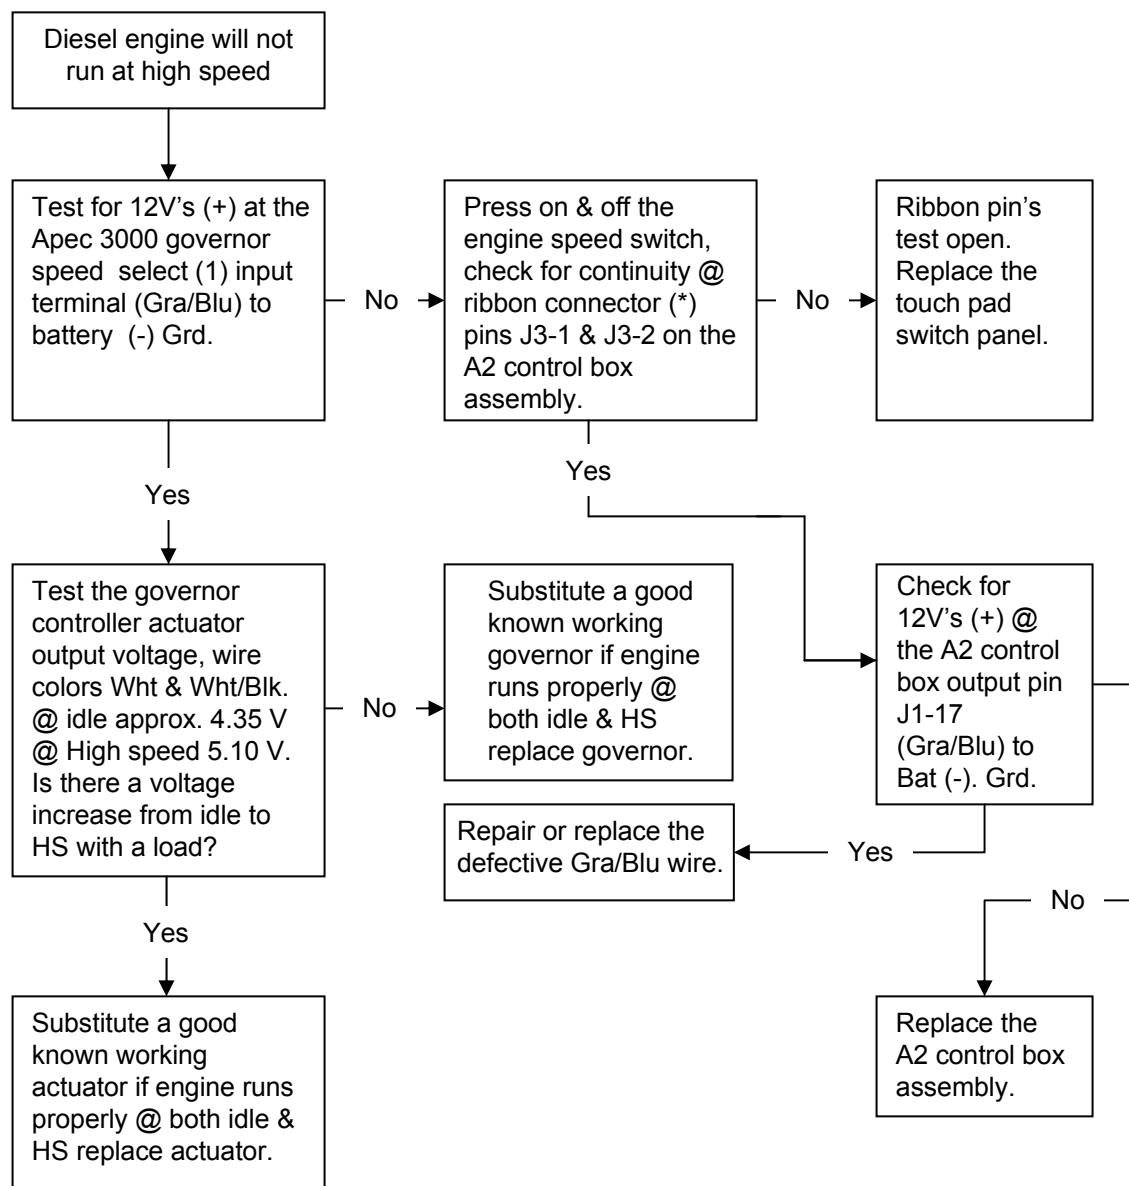 Diesel engine will not
run at high speed
Test for 12V's (+) at the
Apec 3000 governor
speed  select (1) input
terminal (Gra/Blu) to
battery  (-) Grd.
No
Press on & off the
engine speed switch,
check for continuity @
ribbon connector (*)
pins J3-1 & J3-2 on the
A2 control box
assembly.
No
Ribbon pin's
test open.
Replace the
touch pad
switch panel.
Yes
Yes
Test the governor
controller actuator
output voltage, wire
colors Wht & Wht/Blk.
@ idle approx. 4.35 V
@ High speed 5.10 V.
Is there a voltage
increase from idle to
HS with a load?
No
Substitute a good
known working
governor if engine
runs properly @
both idle & HS
replace governor.
Check for
12V's (+) @
the A2 control
box output pin
J1-17
(Gra/Blu) to
Bat (-). Grd.
Repair or replace the
defective Gra/Blu wire.
Yes
No
Yes
Substitute a good
known working
actuator if engine runs
properly @ both idle &
HS replace actuator.
Replace the
A2 control box
assembly.